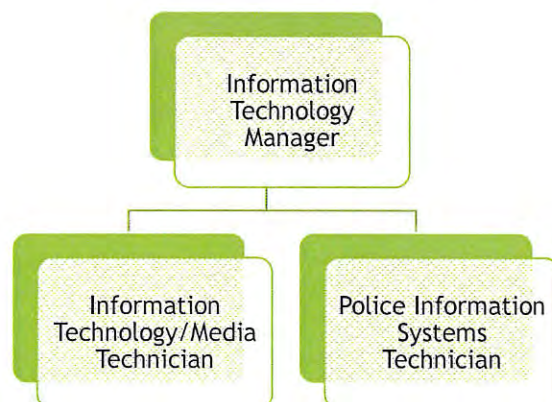 Information
Technology
Manager
Information
Technology/Media
Technician
Police Information
Systems
Technician